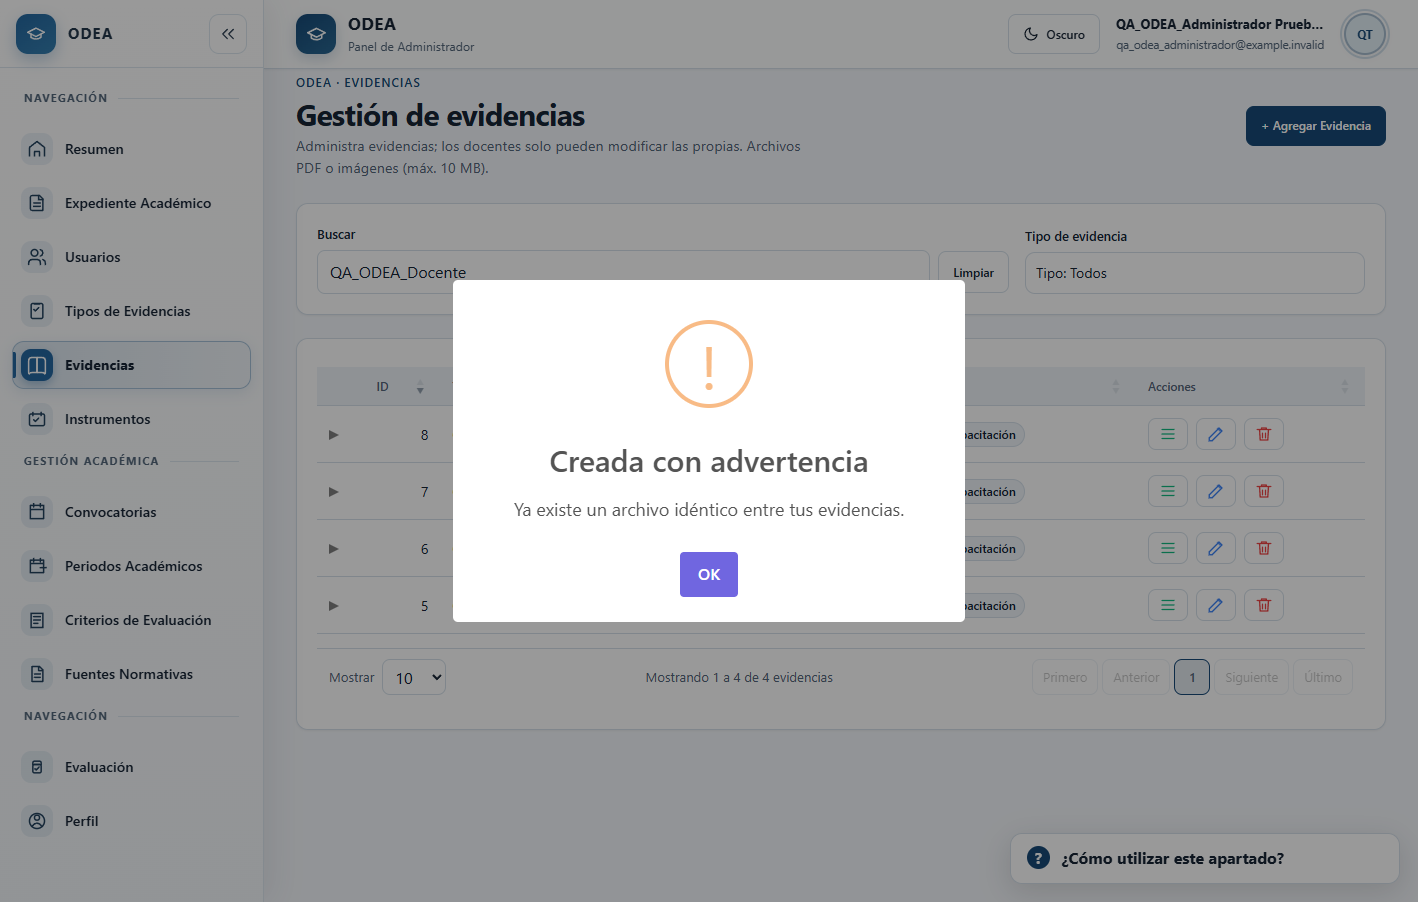 ODEA
ODEA
Panel de Administrador
Oscuro
QA_ODEA_Administrador Prueb...
qa_odea_administrador@example.invalid
QT
NAVEGACIÓN
Resumen
Expediente Académico
Usuarios
Tipos de Evidencias
Evidencias
Instrumentos
GESTIÓN ACADÉMICA
Convocatorias
Periodos Académicos
Criterios de Evaluación
Fuentes Normativas
NAVEGACIÓN
Evaluación
Perfil
ODEA · EVIDENCIAS
Gestión de evidencias
Administra evidencias; los docentes solo pueden modificar las propias. Archivos
PDF o imágenes (máx. 10 MB).
+ Agregar Evidencia
Buscar
QA_ODEA_Docente
Limpiar
Tipo de evidencia
Tipo: Todos
ID
Acciones
8
pacitación
7
pacitación
6
pacitación
5
pacitación
Creada con advertencia
Ya existe un archivo idéntico entre tus evidencias.
OK
Mostrar
10
Mostrando 1 a 4 de 4 evidencias
Primero
Anterior
1
Siguiente
Último
? ¿Cómo utilizar este apartado?